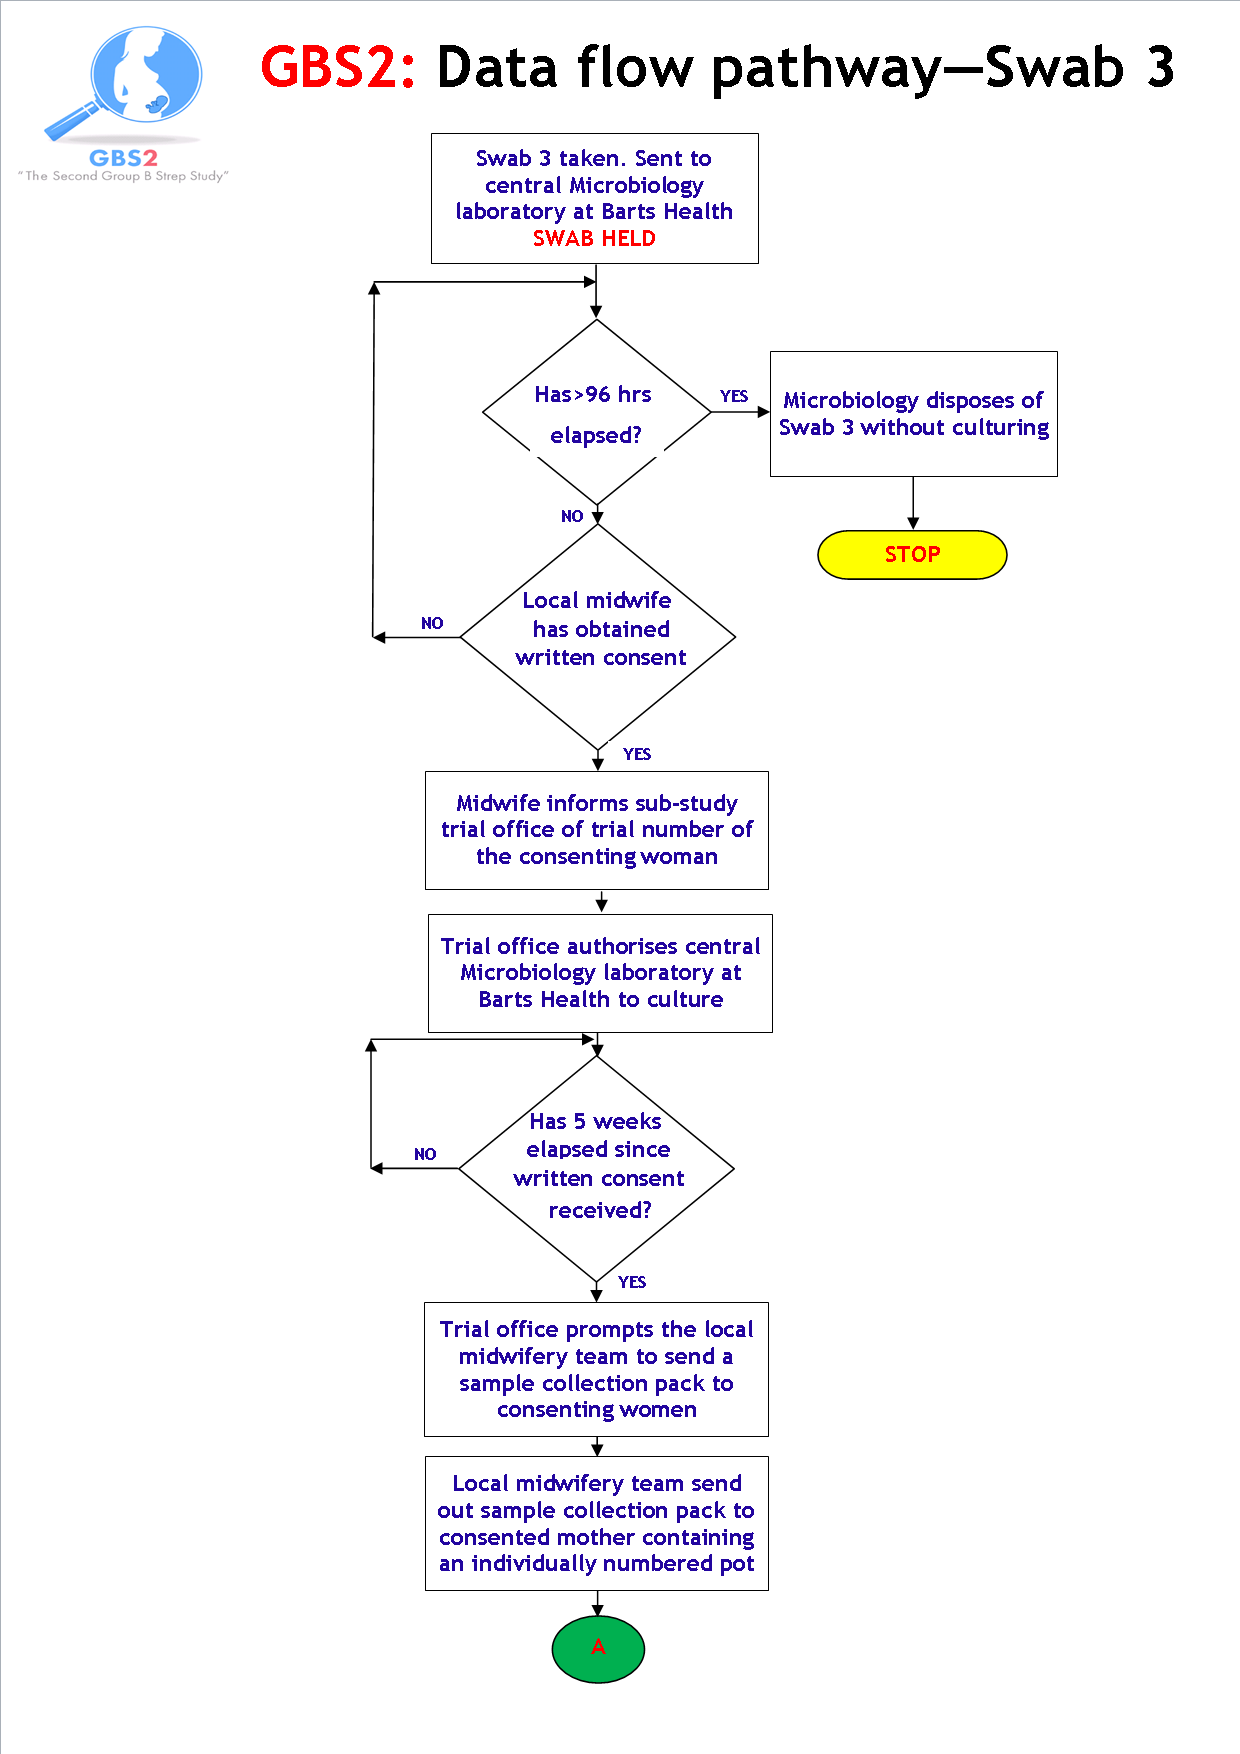 GBS2: Data flow pathway—Swab 3
GBS2
"The Second Group B Strep Study"
Swab 3 taken. Sent to
central Microbiology
laboratory at Barts Health
SWAB HELD
Has>96 hrs
elapsed?
YES
Microbiology disposes of
Swab 3 without culturing
STOP
NO
Local midwife
has obtained
written consent
NO
YES
Midwife informs sub-study
trial office of trial number of
the consenting woman
Trial office authorises central
Microbiology laboratory at
Barts Health to culture
Has 5 weeks
elapsed since
written consent
received?
NO
YES
Trial office prompts the local
midwifery team to send a
sample collection pack to
consenting women
Local midwifery team send
out sample collection pack to
consented mother containing
an individually numbered pot
A